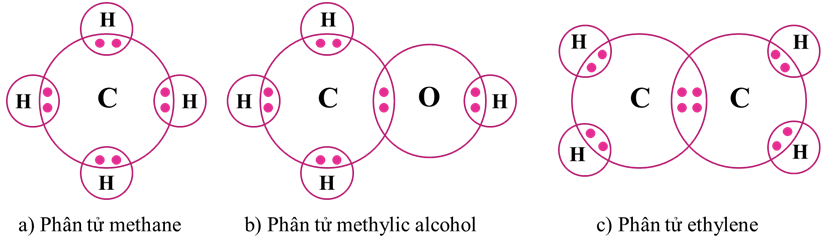 H
H C H
H
a) Phân tử methane
H
H C O H
H
b) Phân tử methylic alcohol
H H
C C
H H
c) Phân tử ethylene